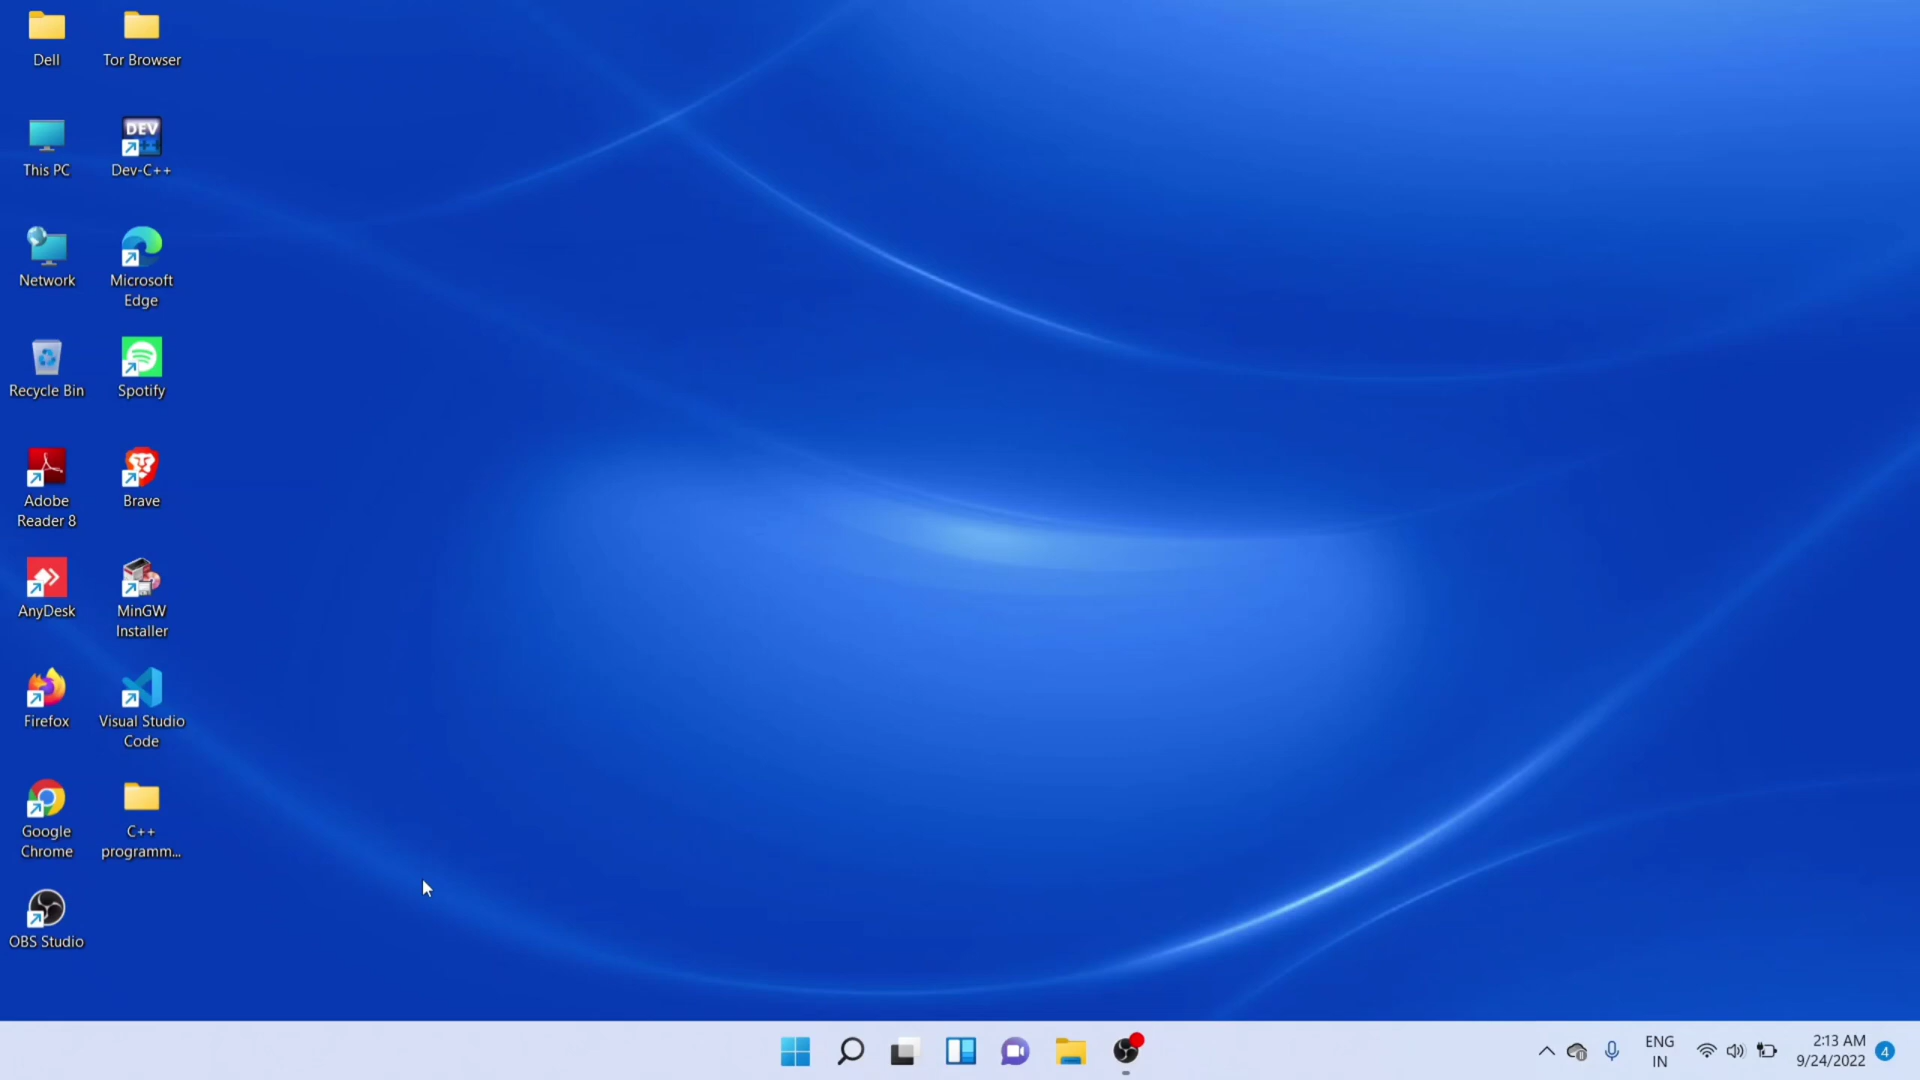 Dell
Tor Browser
This PC
DEV
Dev-C++
Network
Microsoft
Edge
Recycle Bin
Spotify
Adobe
Reader 8
Brave
AnyDesk
MinGW
Installer
Firefox
Visual Studio
Code
Google
Chrome
C++
programm...
OBS Studio
ENG
IN
2:13 AM
9/24/2022
4